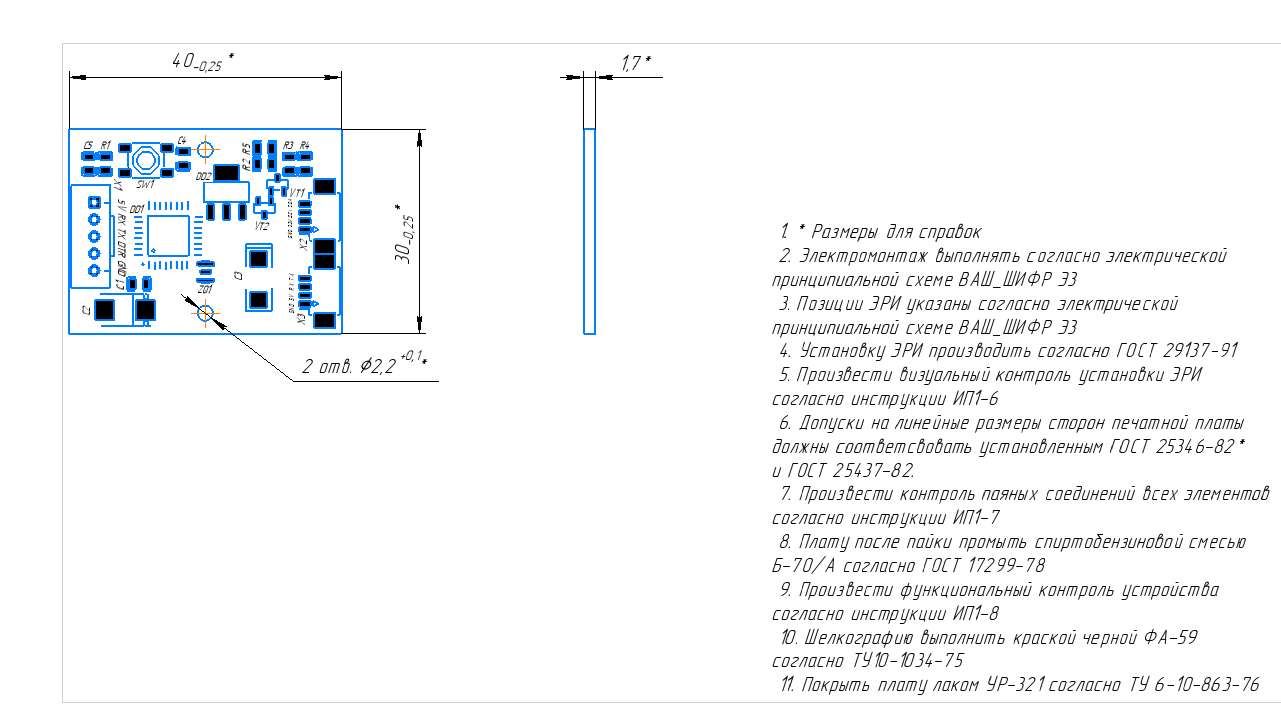 40-0,25 *
1,7 *
C5 R1
C4
R5
R2
R3 R4
SW1
DD2
X1
VT1
DD1
VT2
X2
5V RX TX DTR GND
C3
C1
ZQ1
C2
X3
30-0,25 *
2 отв. Ø2,2 +0,1 *
1. * Размеры для справок
2. Электромонтаж выполнять согласно электрической
принципиальной схеме ВАШ_ШИФР Э3
3. Позиции ЭРИ указаны согласно электрической
принципиальной схеме ВАШ_ШИФР Э3
4. Установку ЭРИ производить согласно ГОСТ 29137-91
5. Произвести визуальный контроль установки ЭРИ
согласно инструкции ИП1-6
6. Допуски на линейные размеры сторон печатной платы
должны соответсвовать установленным ГОСТ 25346-82 *
и ГОСТ 25437-82.
7. Произвести контроль паяных соединений всех элементов
согласно инструкции ИП1-7
8. Плату после пайки промыть спиртобензиновой смесью
Б-70/А согласно ГОСТ 17299-78
9. Произвести функциональный контроль устройства
согласно инструкции ИП1-8
10. Шелкографию выполнить краской черной ФА-59
согласно ТУ10-1034-75
11. Покрыть плату лаком УР-321 согласно ТУ 6-10-863-76